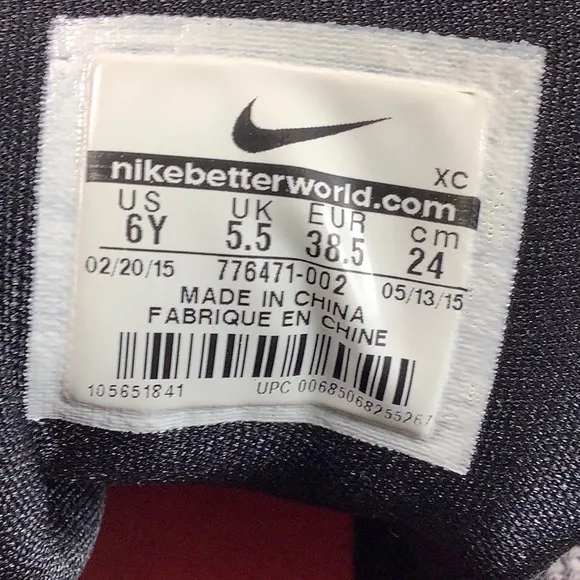 XC
nikebetterworld.com
US UK EUR cm
6Y 5.5 38.5 24
02/20/15 776471-002 05/13/15
MADE IN CHINA
FABRIQUE EN CHINE
105651841 UPC 00685068255267